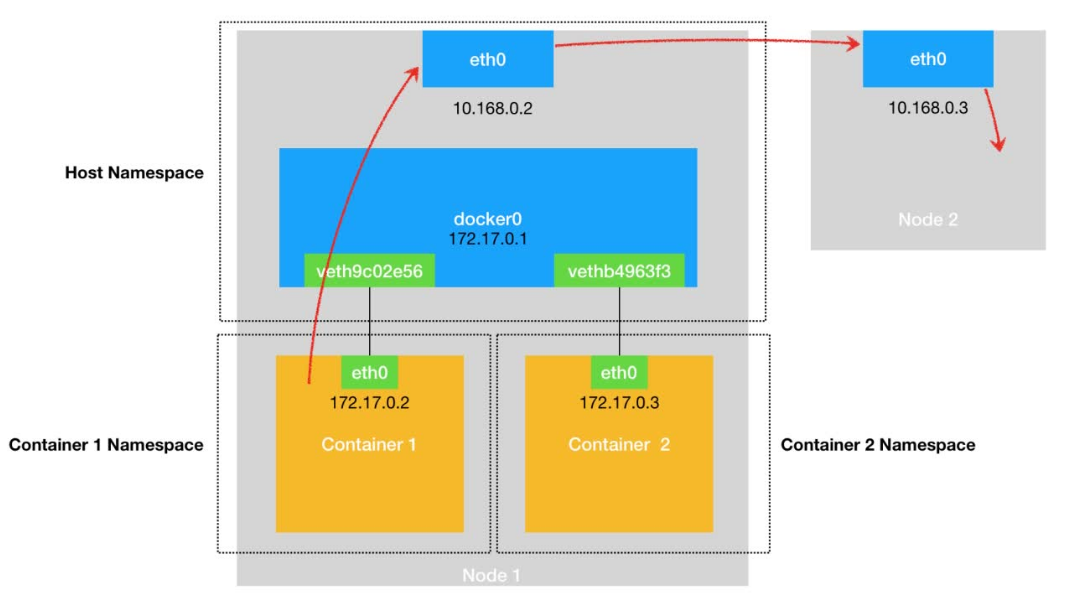 eth0
eth0
10.168.0.2
10.168.0.3
Host Namespace
docker0
172.17.0.1
Node 2
veth9c02e56
vethb4963f3
eth0
eth0
172.17.0.2
172.17.0.3
Container 1 Namespace
Container 1
Container 2
Container 2 Namespace
Node 1